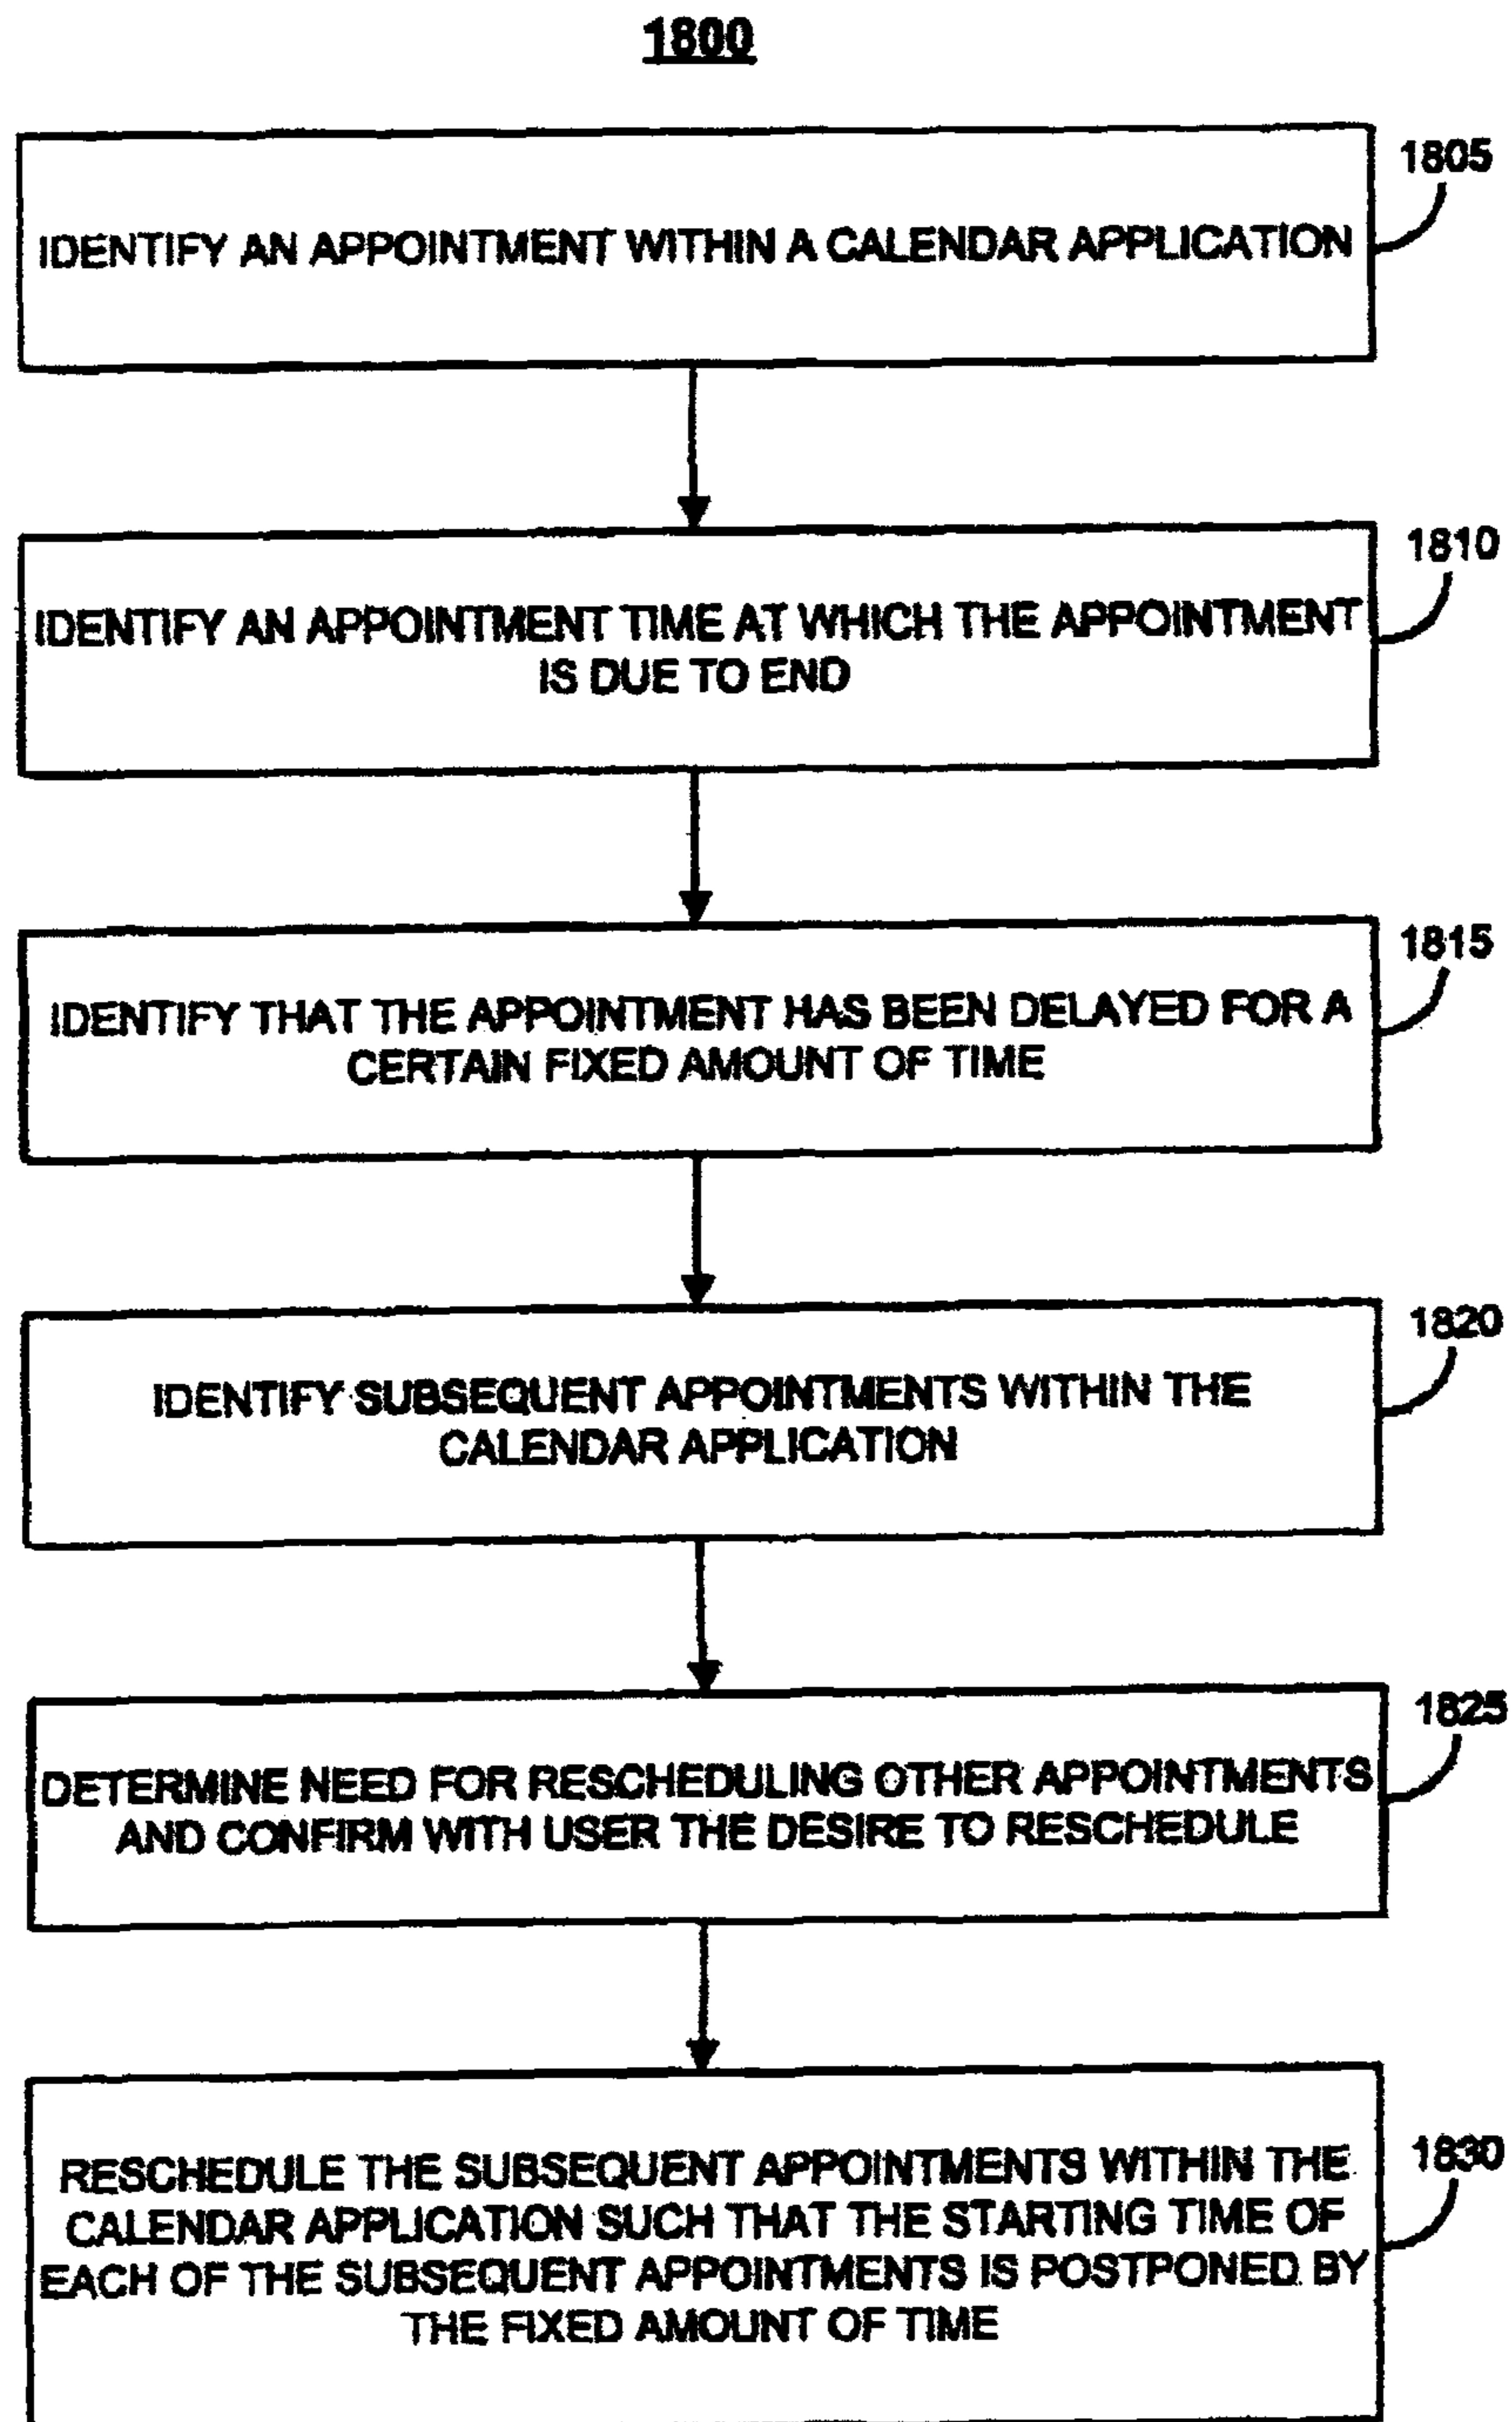 1800
IDENTIFY AN APPOINTMENT WITHIN A CALENDAR APPLICATION
1805
IDENTIFY AN APPOINTMENT TIME AT WHICH THE APPOINTMENT
IS DUE TO END
1810
IDENTIFY THAT THE APPOINTMENT HAS BEEN DELAYED FOR A
CERTAIN FIXED AMOUNT OF TIME
1815
IDENTIFY SUBSEQUENT APPOINTMENTS WITHIN THE
CALENDAR APPLICATION
1820
DETERMINE NEED FOR RESCHEDULING OTHER APPOINTMENTS
AND CONFIRM WITH USER THE DESIRE TO RESCHEDULE
1825
RESCHEDULE THE SUBSEQUENT APPOINTMENTS WITHIN THE
CALENDAR APPLICATION SUCH THAT THE STARTING TIME OF
EACH OF THE SUBSEQUENT APPOINTMENTS IS POSTPONED BY
THE FIXED AMOUNT OF TIME
1830